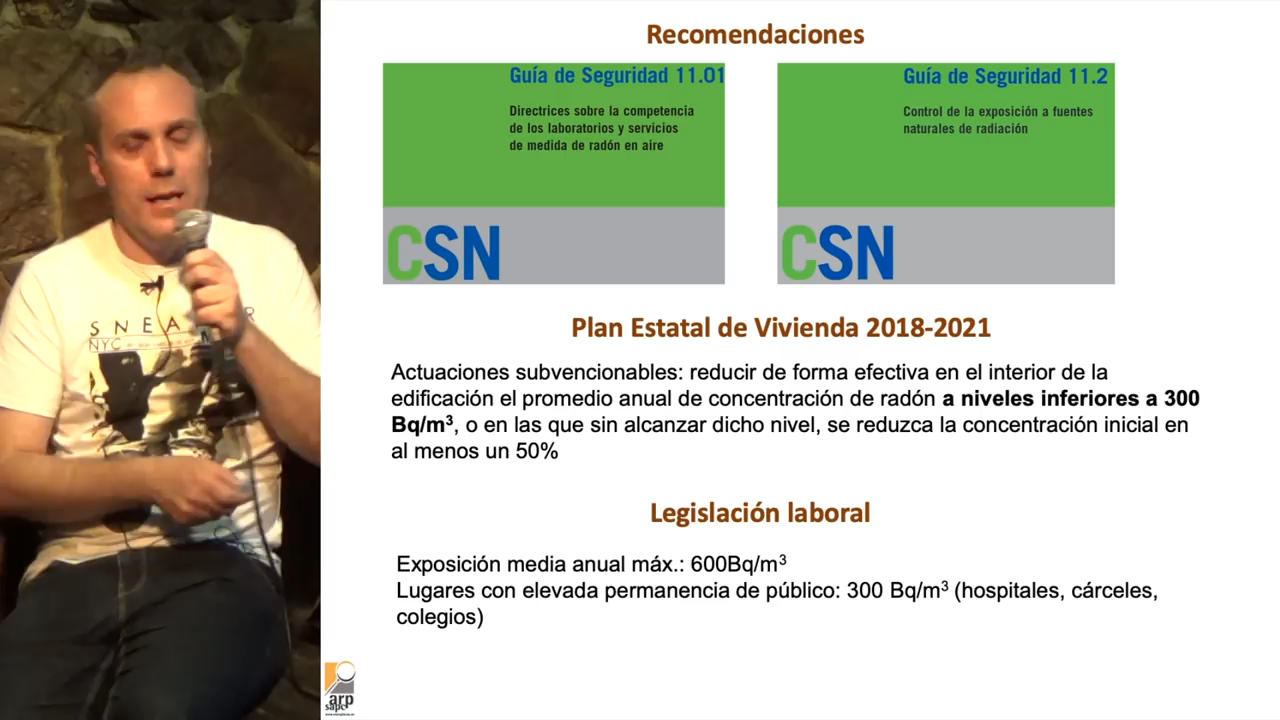 Recomendaciones
Guía de Seguridad 11.01
Directrices sobre la competencia
de los laboratorios y servicios
de medida de radón en aire
CSN
Guía de Seguridad 11.2
Control de la exposición a fuentes
naturales de radiación
CSN
Plan Estatal de Vivienda 2018-2021
Actuaciones subvencionables: reducir de forma efectiva en el interior de la
edificación el promedio anual de concentración de radón a niveles inferiores a 300
Bq/m³, o en las que sin alcanzar dicho nivel, se reduzca la concentración inicial en
al menos un 50%
Legislación laboral
Exposición media anual máx.: 600Bq/m³
Lugares con elevada permanencia de público: 300 Bq/m³ (hospitales, cárceles,
colegios)
arp
sapc
SNEA R
NYC